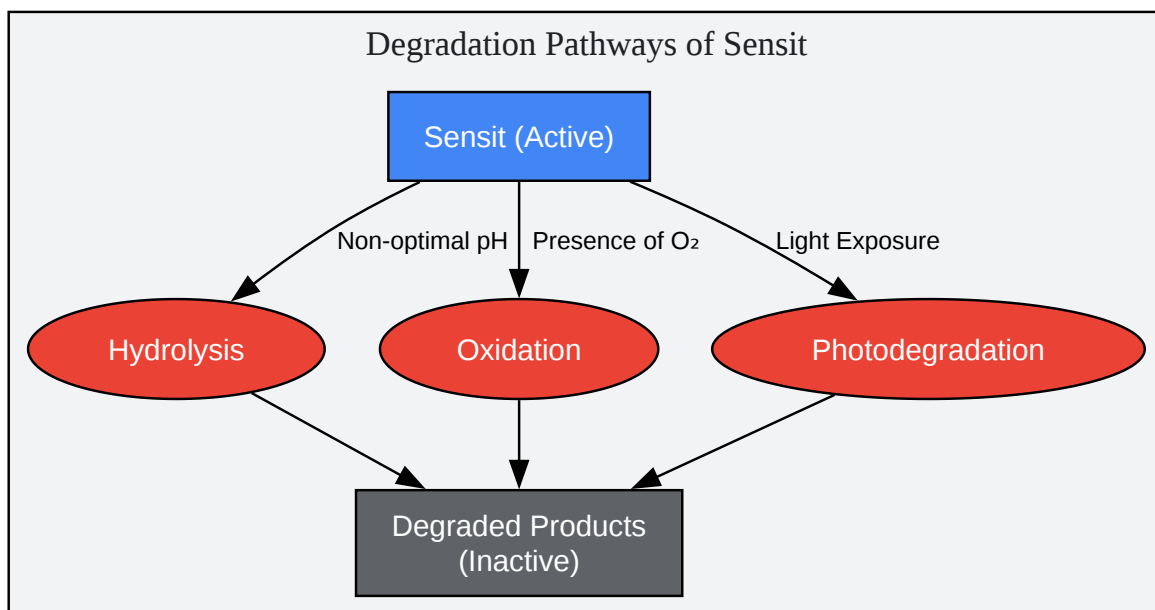 Degradation Pathways of Sensit
Sensit (Active)
Non-optimal pH
Presence of O₂
Light Exposure
Hydrolysis
Oxidation
Photodegradation
Degraded Products
(Inactive)